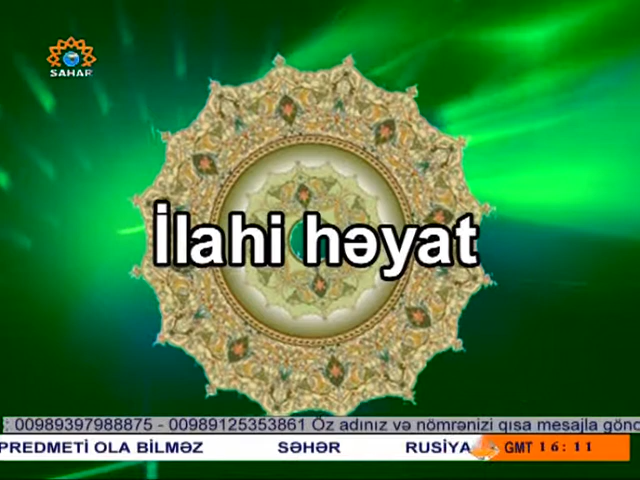 SAHAR
İlahi həyat
: 00989397988875 - 00989125353861 Öz adınız və nömrənizi qısa mesajla gönd
PREDMETİ OLA BİLMƏZ SƏHƏR RUSİYA GMT 16:11